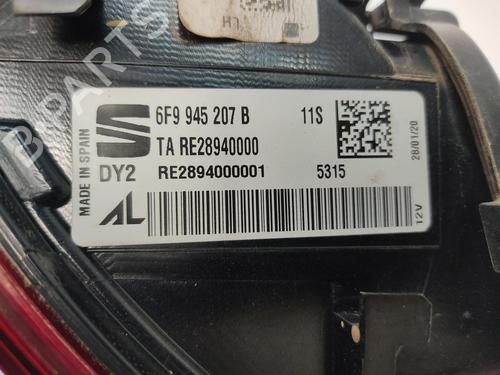 MADE IN SPAIN
6F9 945 207 B 11S
TA RE28940000
DY2 RE2894000001 5315
AL
28/01/20
12V
B PARTS